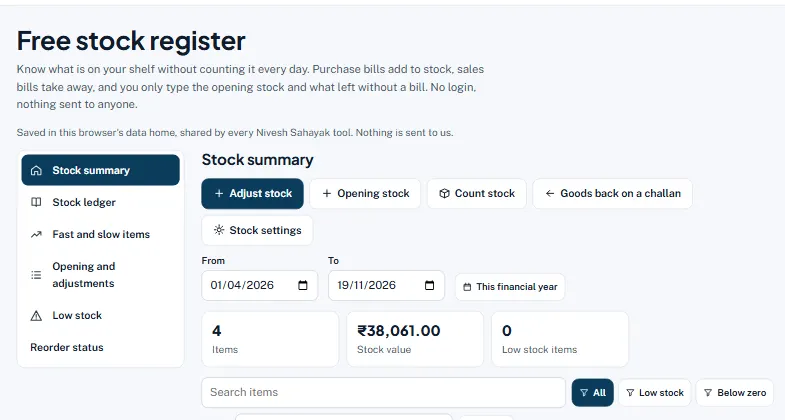 Free stock register
Know what is on your shelf without counting it every day. Purchase bills add to stock, sales
bills take away, and you only type the opening stock and what left without a bill. No login,
nothing sent to anyone.
Saved in this browser's data home, shared by every Nivesh Sahayak tool. Nothing is sent to us.
Stock summary
Stock ledger
Fast and slow items
Opening and
adjustments
Low stock
Reorder status
Stock summary
Adjust stock
Opening stock
Count stock
Goods back on a challan
Stock settings
From
To
01/04/2026
19/11/2026
This financial year
4
Items
₹38,061.00
Stock value
0
Low stock items
Search items
All
Low stock
Below zero